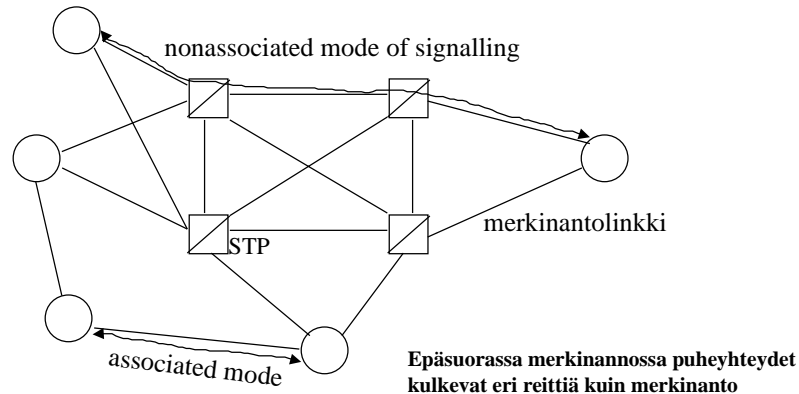 nonassociated mode of signalling
merkinantolinkki
STP
associated mode
Epäsuorassa merkinannossa puheyhteydet
kulkevat eri reittiä kuin merkinanto